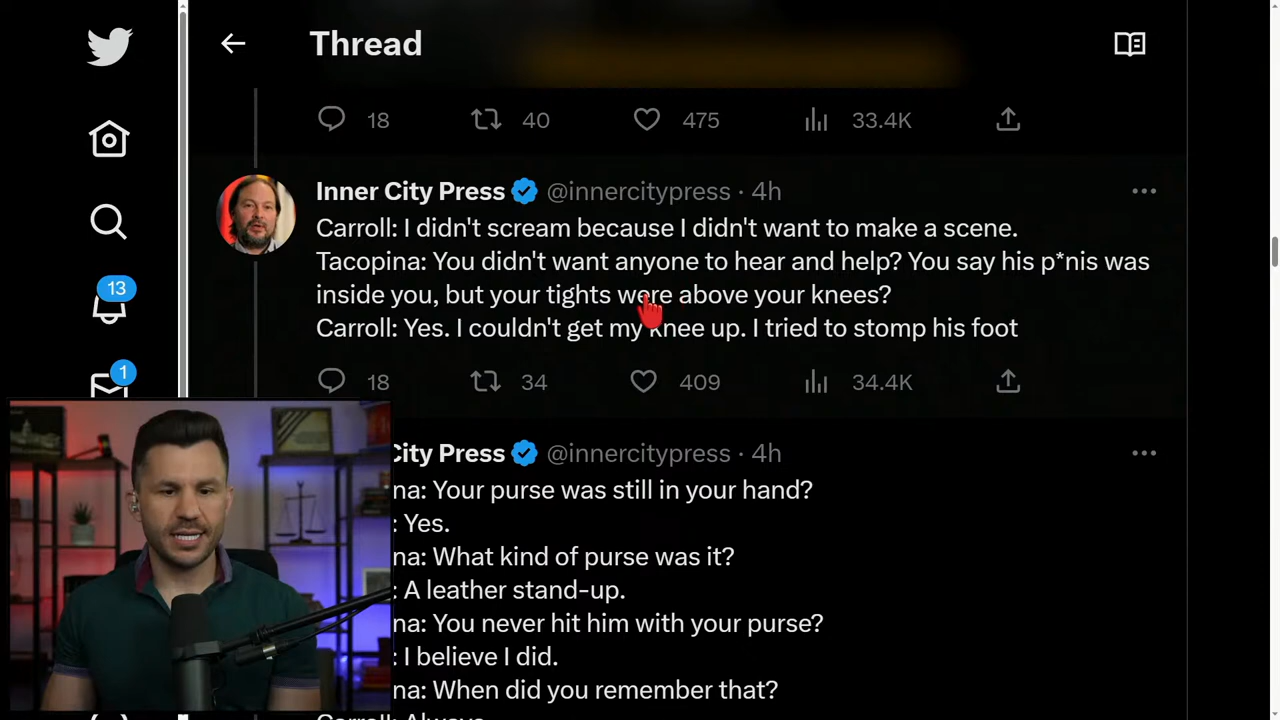 Thread
18 40 475 33.4K
Inner City Press @innercitypress · 4h
Carroll: I didn't scream because I didn't want to make a scene.
Tacopina: You didn't want anyone to hear and help? You say his p*nis was
inside you, but your tights were above your knees?
Carroll: Yes. I couldn't get my knee up. I tried to stomp his foot
13
1
18 34 409 34.4K
City Press @innercitypress · 4h
na: Your purse was still in your hand?
: Yes.
na: What kind of purse was it?
: A leather stand-up.
na: You never hit him with your purse?
: I believe I did.
na: When did you remember that?
Carroll: Always